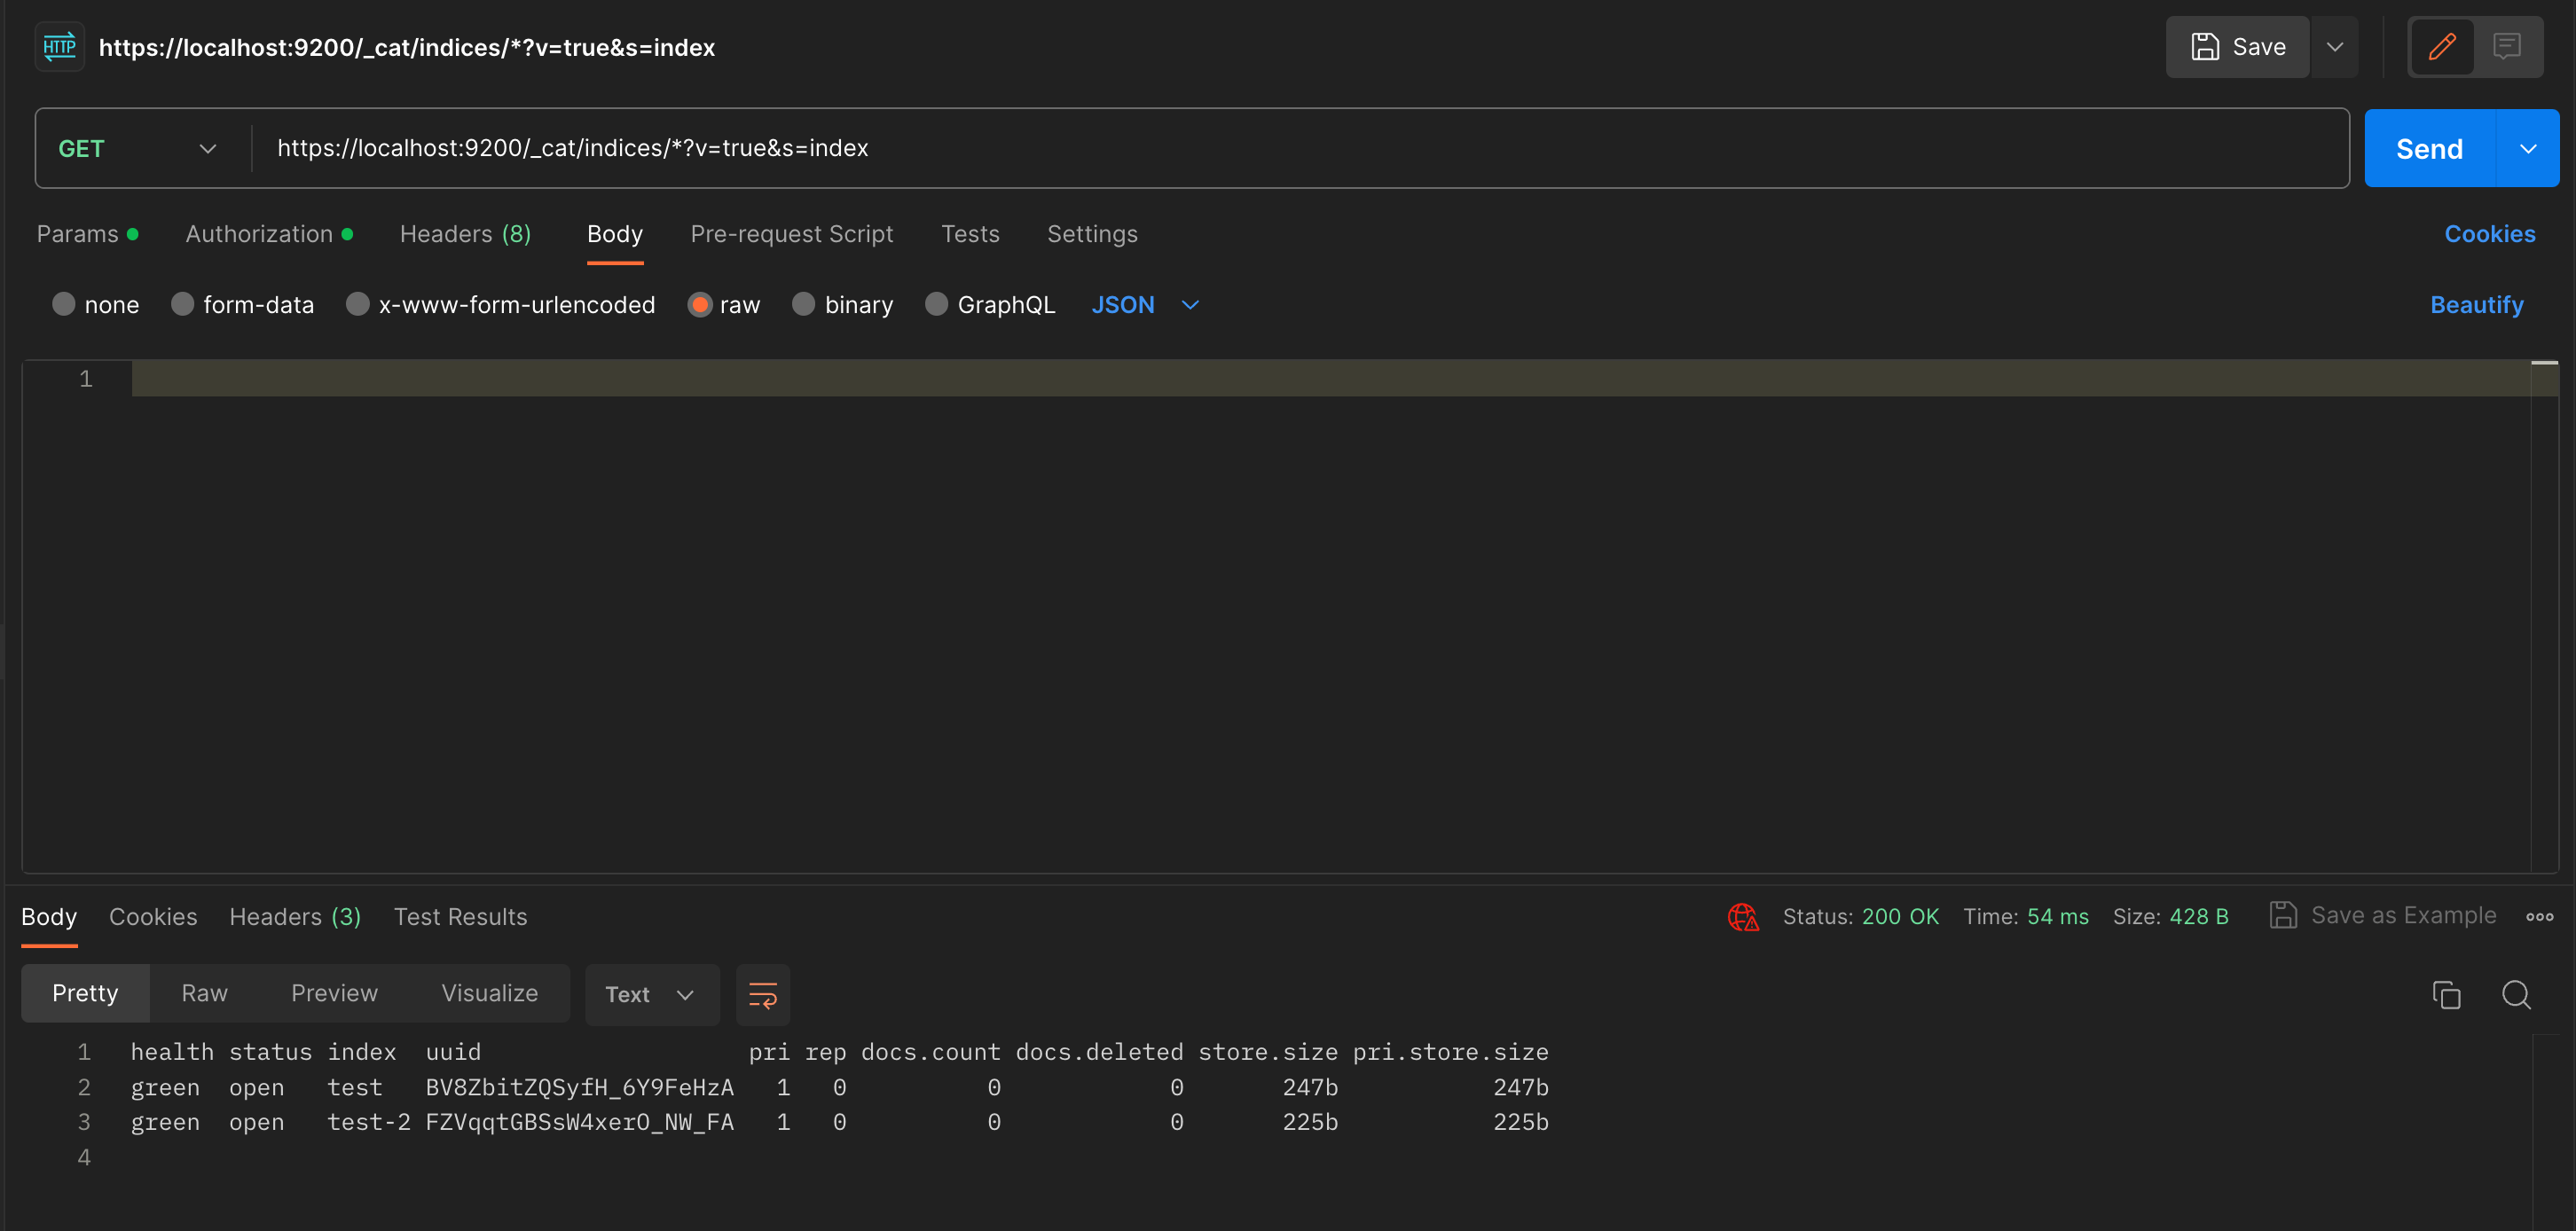 HTTP https://localhost:9200/_cat/indices/*?v=true&s=index Save
GET https://localhost:9200/_cat/indices/*?v=true&s=index Send
Params Authorization Headers (8) Body Pre-request Script Tests Settings Cookies
none form-data x-www-form-urlencoded raw binary GraphQL JSON Beautify
1
Body Cookies Headers (3) Test Results Status: 200 OK Time: 54 ms Size: 428 B Save as Example
Pretty Raw Preview Visualize Text
1 health status index uuid pri rep docs.count docs.deleted store.size pri.store.size
2 green open test BV8ZbitZQSyfH_6Y9FeHzA 1 0 0 0 247b 247b
3 green open test-2 FZVqqtGBSsW4xerO_NW_FA 1 0 0 0 225b 225b
4